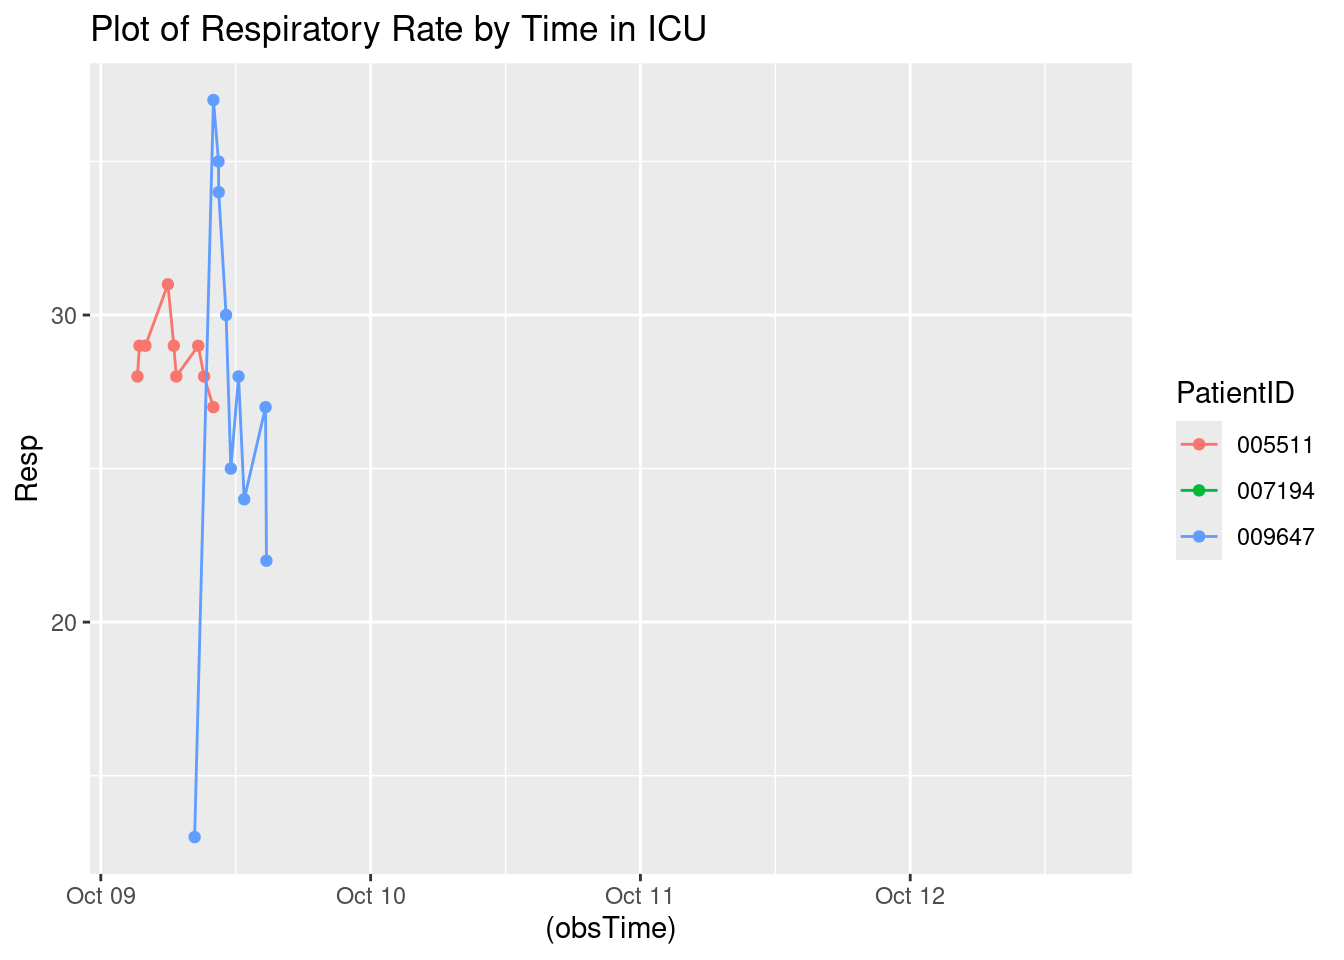 Plot of Respiratory Rate by Time in ICU
Resp
30
20
Oct 09
Oct 10
Oct 11
Oct 12
(obsTime)
PatientID
005511
007194
009647